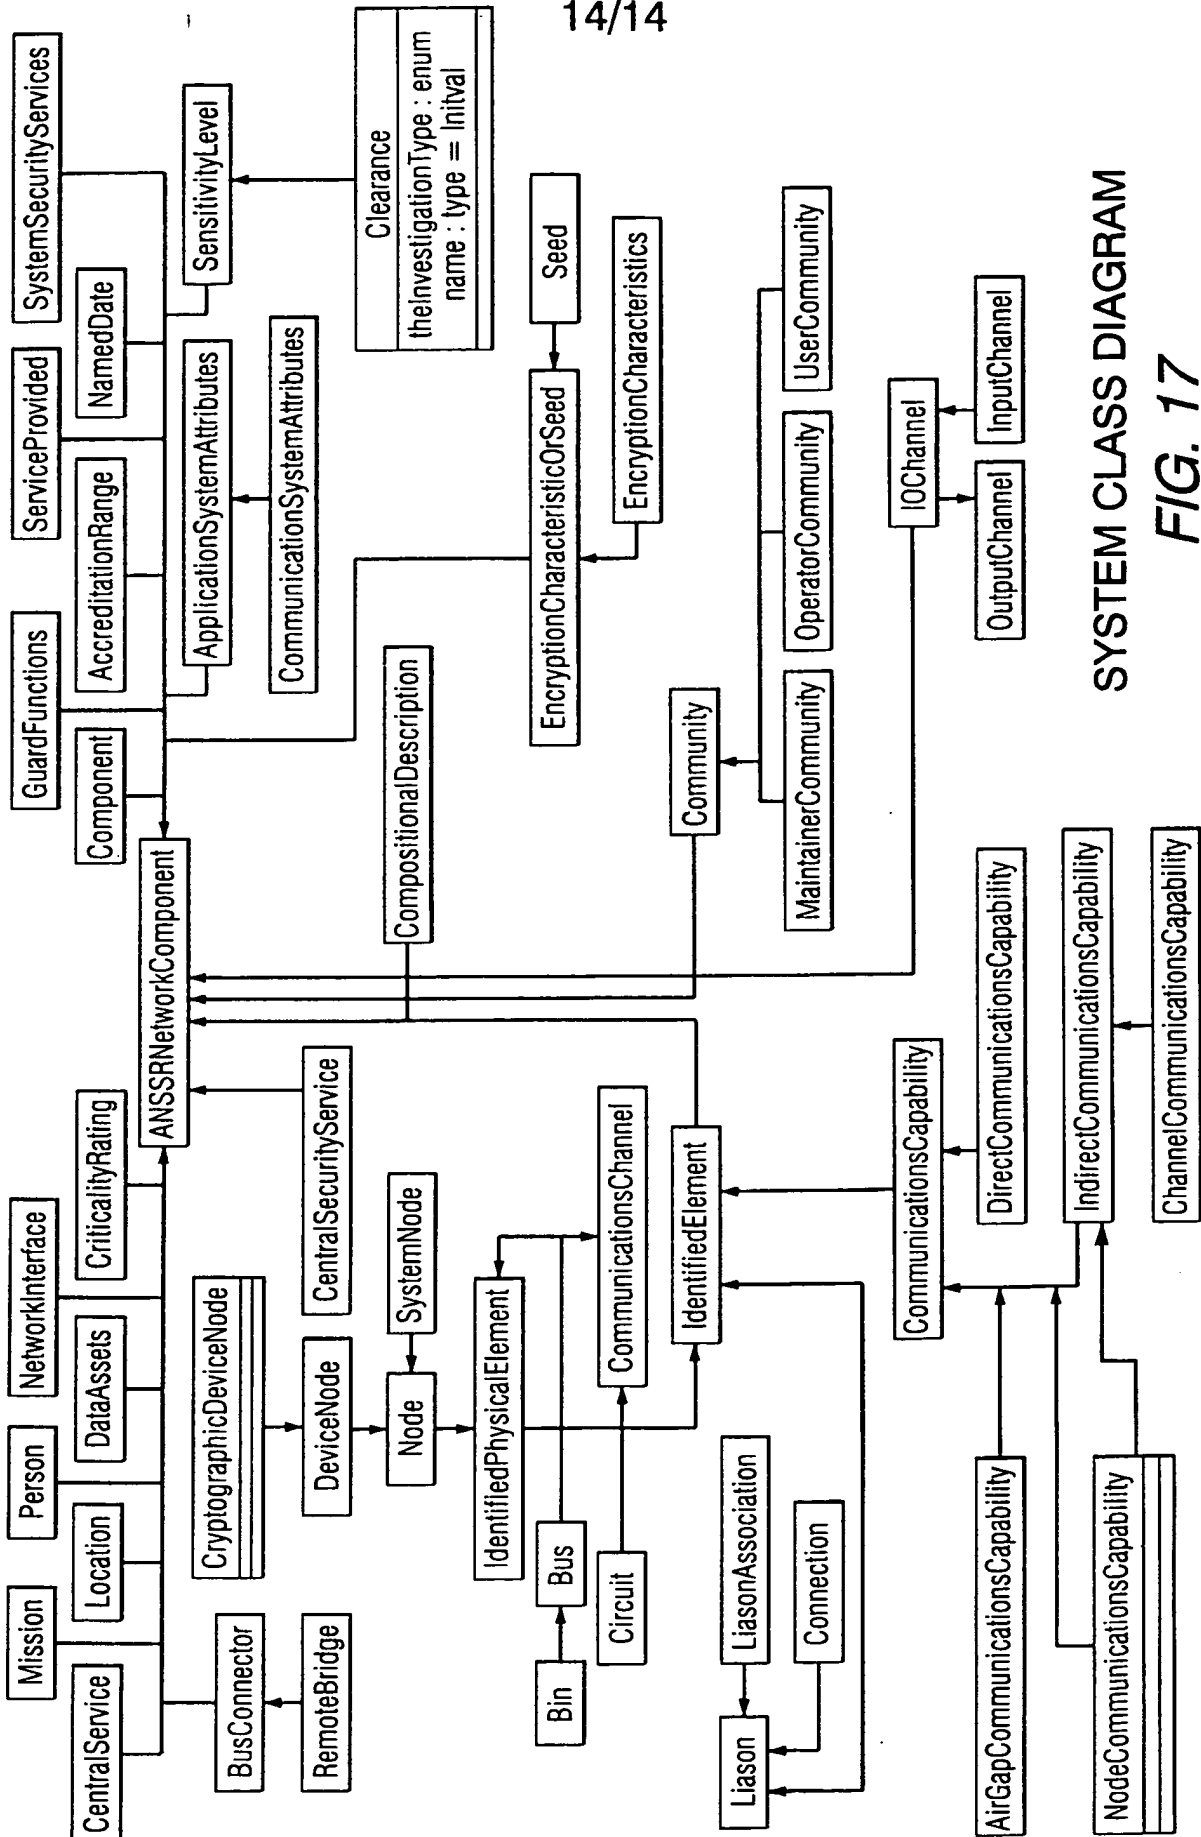 14/14
CentralService
Mission
Location
Person
DataAssets
NetworkInterface
CriticalityRating
ANSSRNetworkComponent
Component
GuardFunctions
AccreditationRange
ServiceProvided
NamedDate
SystemSecurityServices
BusConnector
RemoteBridge
CryptographicDeviceNode
DeviceNode
CentralSecurityService
Node
SystemNode
ApplicationSystemAttributes
CommunicationSystemAttributes
SensitivityLevel
Clearance
theInvestigationType : enum
name : type = Initval
CompositionalDescription
IdentifiedPhysicalElement
Bin
Bus
Circuit
CommunicationsChannel
EncryptionCharacteristicOrSeed
Seed
EncryptionCharacteristics
IdentifiedElement
Community
MaintainerCommunity
OperatorCommunity
UserCommunity
Liason
LiasonAssociation
Connection
CommunicationsCapability
DirectCommunicationsCapability
IOChannel
OutputChannel
InputChannel
AirGapCommunicationsCapability
IndirectCommunicationsCapability
NodeCommunicationsCapability
ChannelCommunicationsCapability
SYSTEM CLASS DIAGRAM
FIG. 17